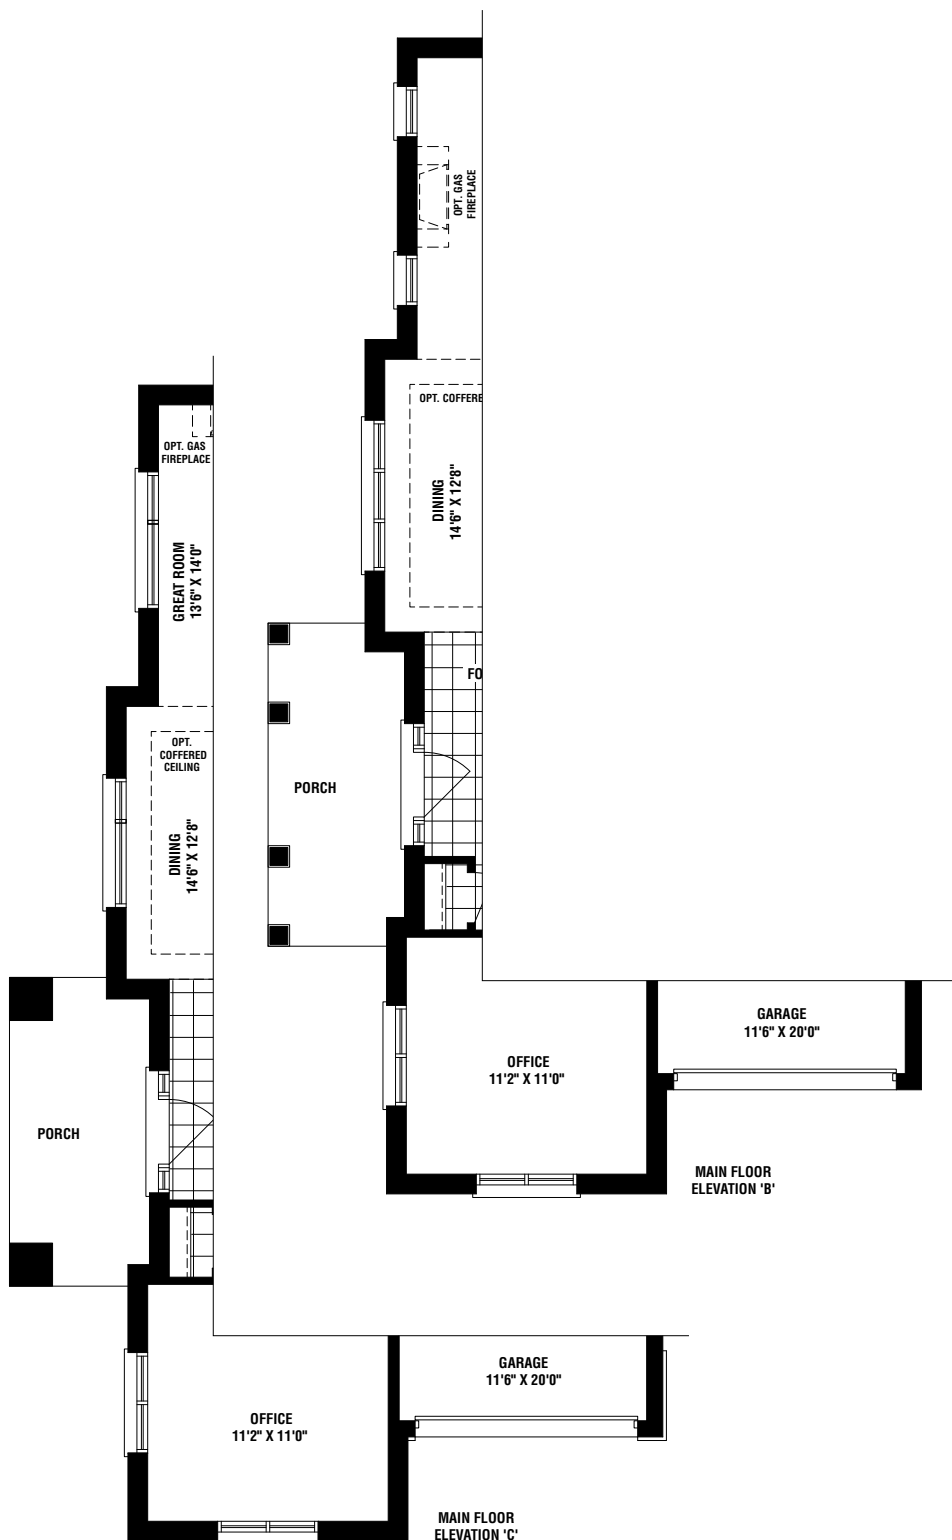 OPT. GAS
FIREPLACE
OPT. COFFERE
DINING
14'6" X 12'8"
FO
PORCH
OFFICE
11'2" X 11'0"
GARAGE
11'6" X 20'0"
MAIN FLOOR
ELEVATION 'B'
OPT. GAS
FIREPLACE
GREAT ROOM
13'6" X 14'0"
OPT.
COFFERED
CEILING
DINING
14'6" X 12'8"
PORCH
OFFICE
11'2" X 11'0"
GARAGE
11'6" X 20'0"
MAIN FLOOR
ELEVATION 'C'